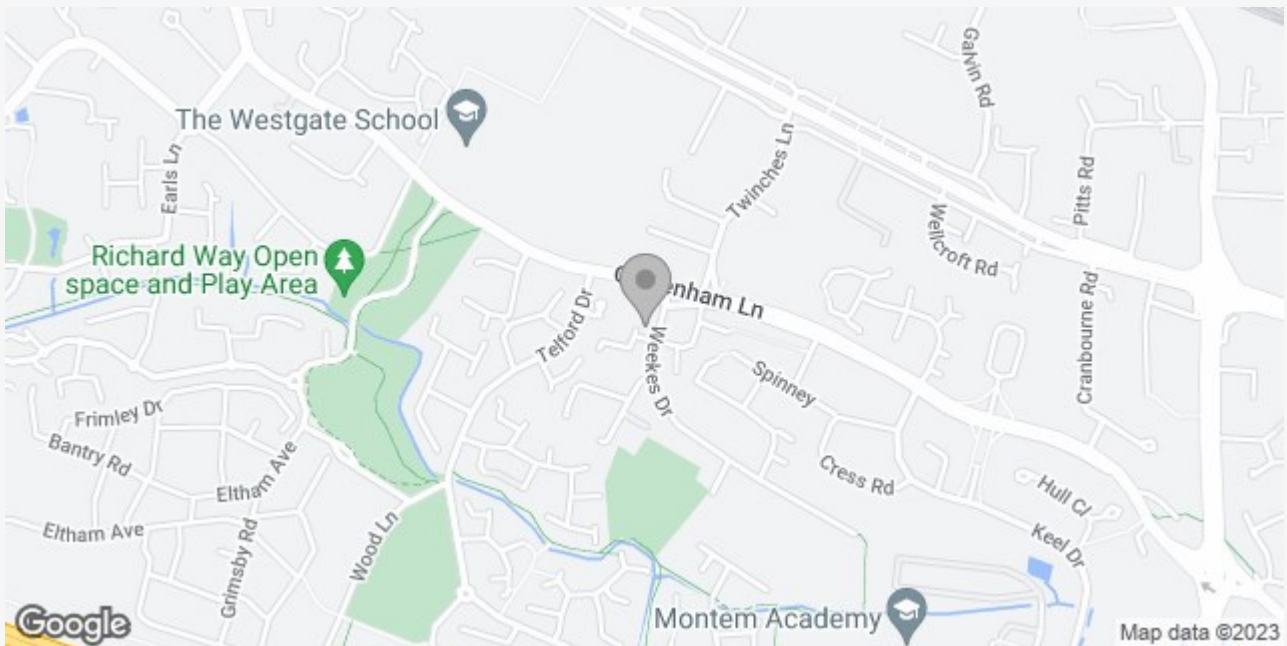 Galvin Rd
The Westgate School
Earls Ln
Twinches Ln
Pitts Rd
Wellcroft Rd
Richard Way Open
space and Play Area
enham Ln
Telford Dr
Weekes Dr
Cranbourne Rd
Spinney
Frimley Dr
Bantry Rd
Eltham Ave
Eltham Ave
Grimsby Rd
Wood Ln
Cress Rd
Hull Cl
Keel Dr
Montem Academy
Google
Map data ©2023